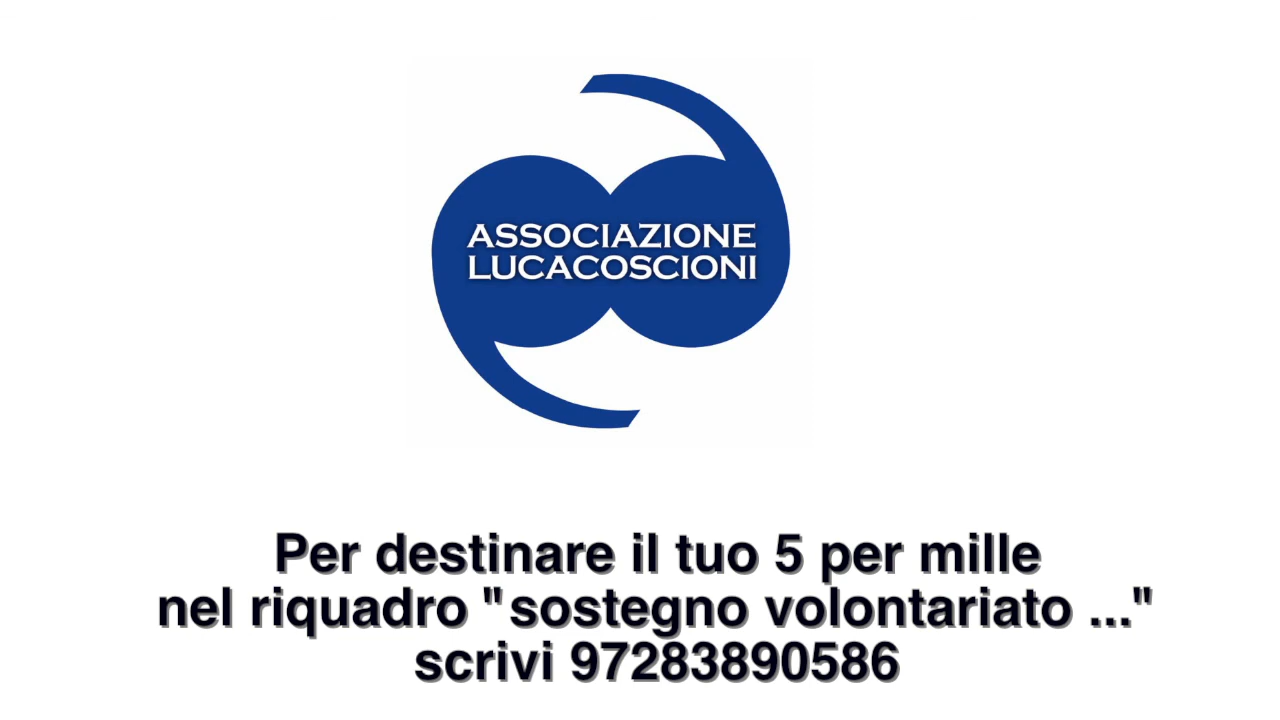 ASSOCIAZIONE
LUCACOSCIONI
Per destinare il tuo 5 per mille
nel riquadro "sostegno volontariato ..."
scrivi 97283890586